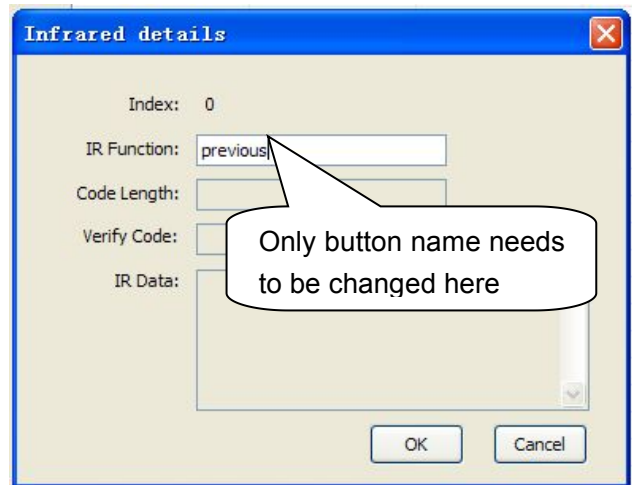 Infrared details
Index: 0
IR Function: previous
Code Length:
Verify Code:
Only button name needs
to be changed here
IR Data:
OK Cancel